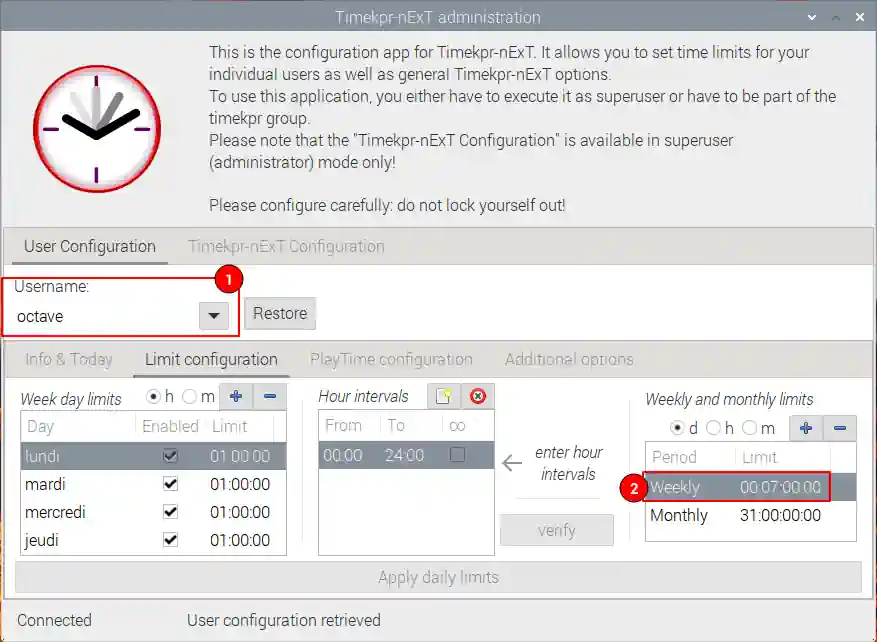 Timekpr-nExT administration
This is the configuration app for Timekpr-nExT. It allows you to set time limits for your
individual users as well as general Timekpr-nExT options.
To use this application, you either have to execute it as superuser or have to be part of the
timekpr group.
Please note that the "Timekpr-nExT Configuration" is available in superuser
(administrator) mode only!
Please configure carefully: do not lock yourself out!
User Configuration Timekpr-nExT Configuration
1
Username:
octave Restore
Info & Today Limit configuration PlayTime configuration Additional options
Week day limits h m + −
Day Enabled Limit
lundi 01:00:00
mardi 01:00:00
mercredi 01:00:00
jeudi 01:00:00
Hour intervals
From To ∞
00:00 24:00
← enter hour
intervals
verify
Weekly and monthly limits
d h m + −
Period Limit
2 Weekly 00:07:00:00
Monthly 31:00:00:00
Apply daily limits
Connected User configuration retrieved